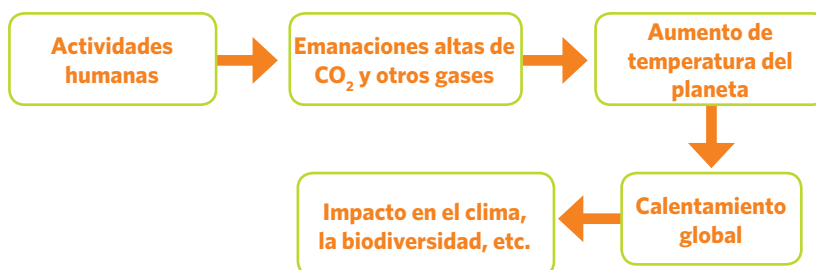 Actividades
humanas
Emanaciones altas de
CO₂ y otros gases
Aumento de
temperatura del
planeta
Calentamiento
global
Impacto en el clima,
la biodiversidad, etc.